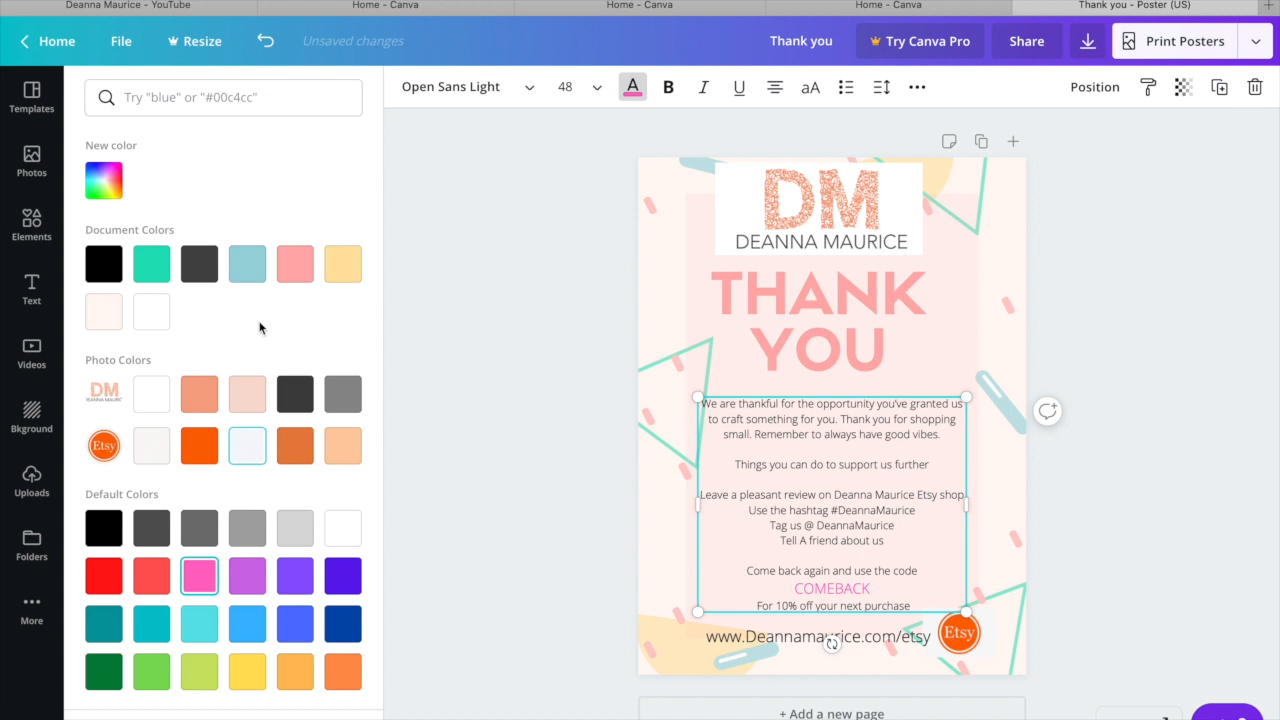 Deanna Maurice – YouTube
Home – Canva
Home – Canva
Home – Canva
Thank you – Poster (US)
Home
File
Resize
Unsaved changes
Thank you
Try Canva Pro
Share
Print Posters
Templates
Photos
Elements
Text
Videos
Bkground
Uploads
Folders
More
Try "blue" or "#00c4cc"
New color
Document Colors
Photo Colors
DM
DEANNA MAURICE
Etsy
Default Colors
Open Sans Light
48
A
B
I
U
aA
Position
DM
DEANNA MAURICE
THANK
YOU
We are thankful for the opportunity you've granted us
to craft something for you. Thank you for shopping
small. Remember to always have good vibes.
Things you can do to support us further
Leave a pleasant review on Deanna Maurice Etsy shop
Use the hashtag #DeannaMaurice
Tag us @ DeannaMaurice
Tell A friend about us
Come back again and use the code
COMEBACK
For 10% off your next purchase
www.Deannamaurice.com/etsy
Etsy
+ Add a new page